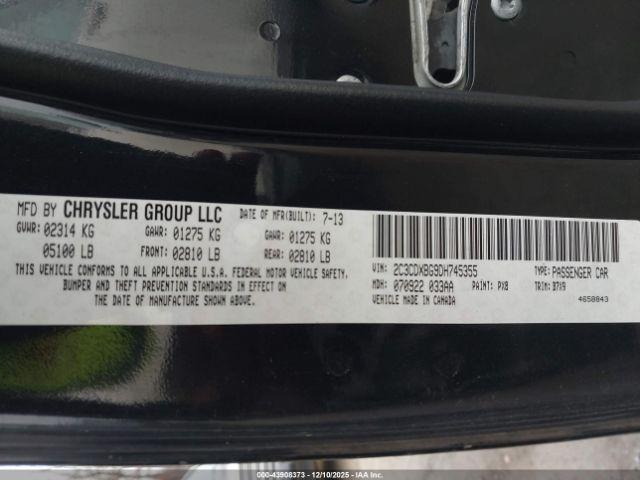 MFD BY CHRYSLER GROUP LLC DATE OF MFR(BUILT): 7-13
GVWR: 02314 KG GAWR: 01275 KG GAWR: 01275 KG
05100 LB FRONT: 02810 LB REAR: 02810 LB
THIS VEHICLE CONFORMS TO ALL APPLICABLE U.S.A. FEDERAL MOTOR VEHICLE SAFETY,
BUMPER AND THEFT PREVENTION STANDARDS IN EFFECT ON
THE DATE OF MANUFACTURE SHOWN ABOVE.
VIN: 2C3CDXBG9DH745355 TYPE: PASSENGER CAR
MDH: 070922 033AA PAINT: PX8 TRIM: B7X9
VEHICLE MADE IN CANADA 4658843
000-43908373 - 12/10/2025 - COPYRIGHT IAA, LLC.